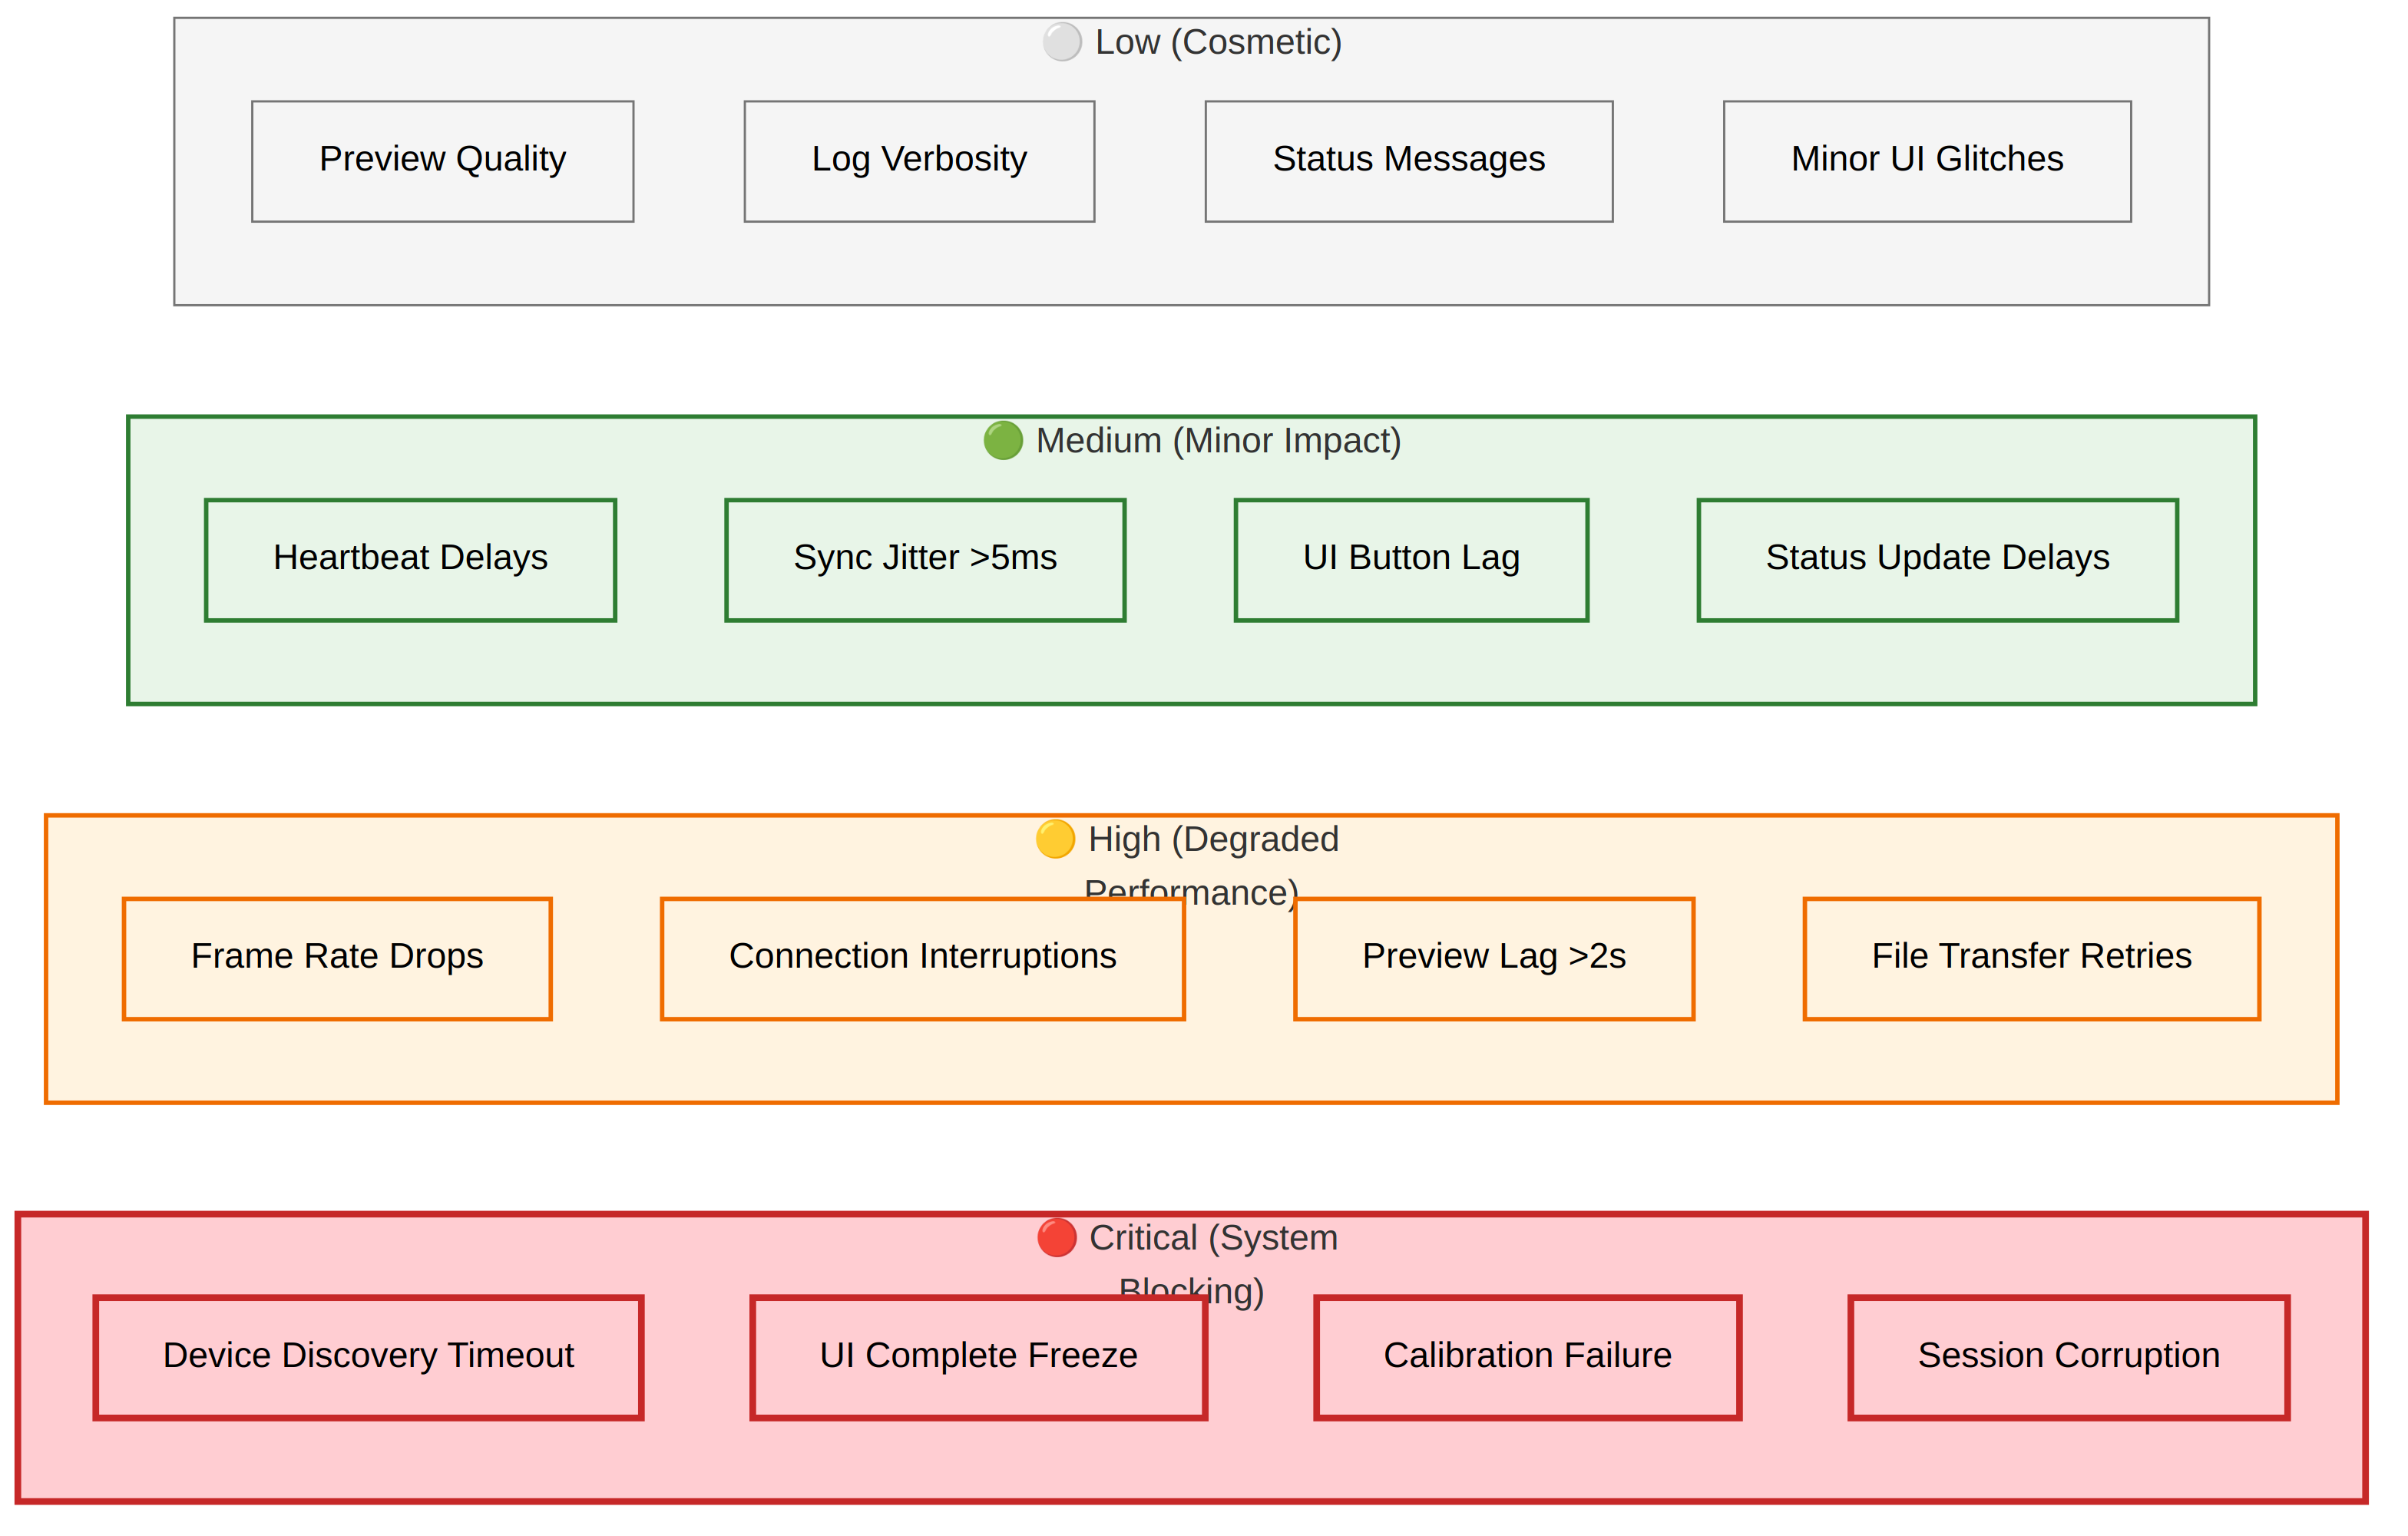 ⚪ Low (Cosmetic)
Preview Quality
Log Verbosity
Status Messages
Minor UI Glitches
🟢 Medium (Minor Impact)
Heartbeat Delays
Sync Jitter >5ms
UI Button Lag
Status Update Delays
🟡 High (Degraded
Performance)
Frame Rate Drops
Connection Interruptions
Preview Lag >2s
File Transfer Retries
🔴 Critical (System
Blocking)
Device Discovery Timeout
UI Complete Freeze
Calibration Failure
Session Corruption